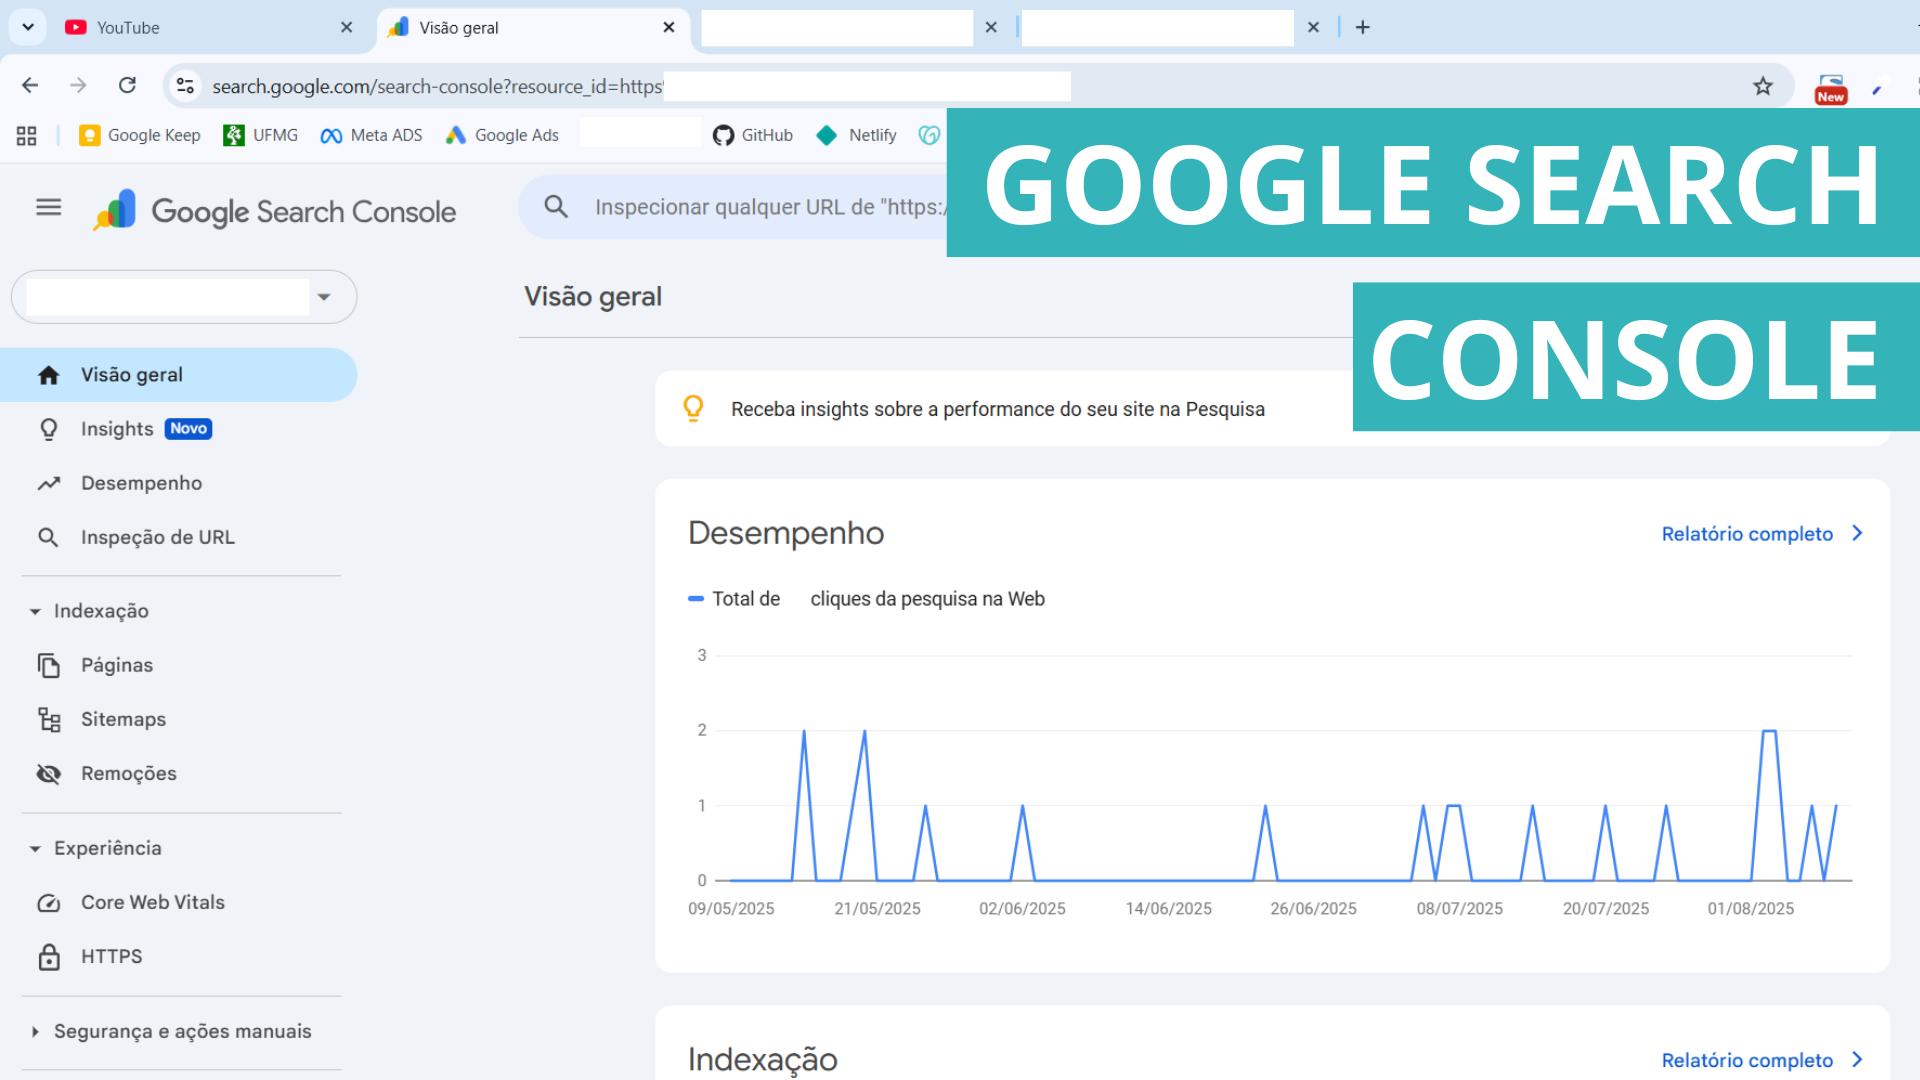 YouTube
Visão geral
search.google.com/search-console?resource_id=https
New
Google Keep
UFMG
Meta ADS
Google Ads
GitHub
Netlify
GOOGLE SEARCH
CONSOLE
Google Search Console
Inspecionar qualquer URL de "https:/
Visão geral
Visão geral
Insights Novo
Desempenho
Inspeção de URL
Indexação
Páginas
Sitemaps
Remoções
Experiência
Core Web Vitals
HTTPS
Segurança e ações manuais
Receba insights sobre a performance do seu site na Pesquisa
Desempenho
Relatório completo
Total de cliques da pesquisa na Web
3
2
1
0
09/05/2025 21/05/2025 02/06/2025 14/06/2025 26/06/2025 08/07/2025 20/07/2025 01/08/2025
Indexação
Relatório completo